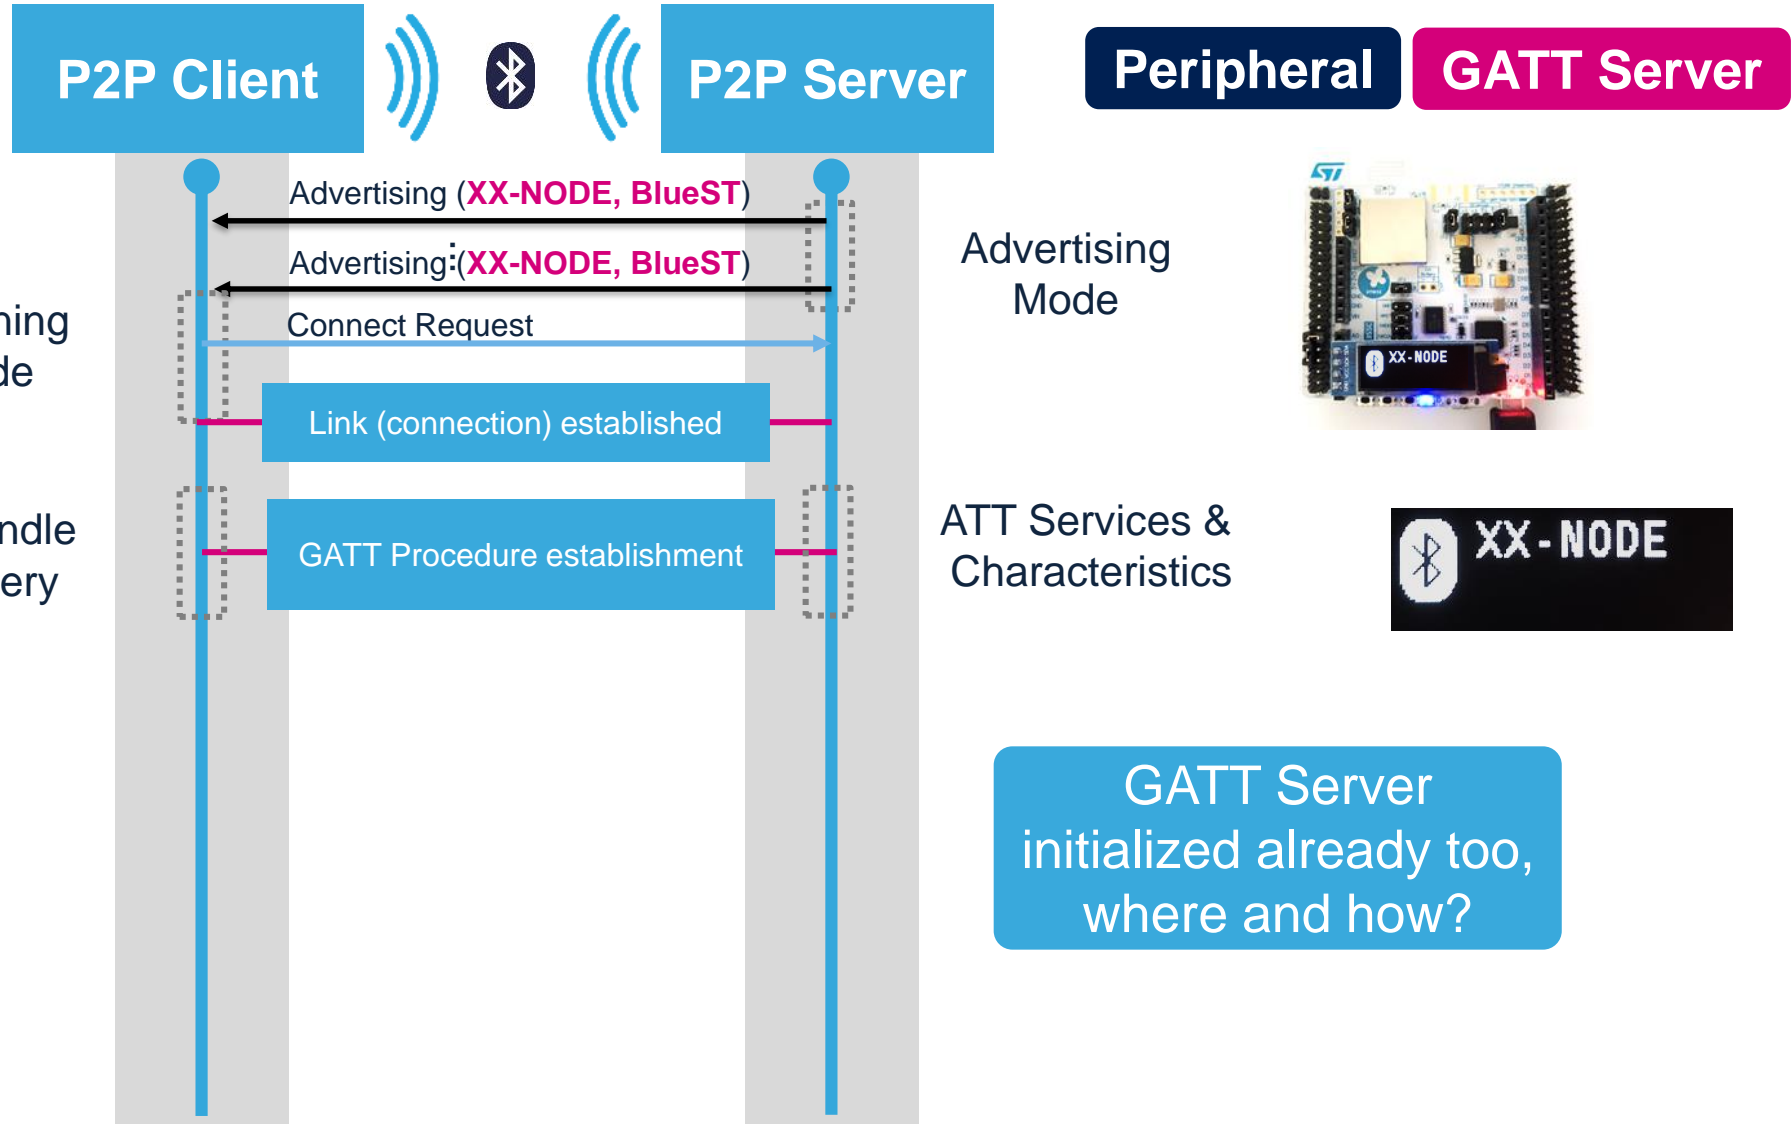 P2P Client
P2P Server
Peripheral
GATT Server
Advertising (XX-NODE, BlueST)
Advertising (XX-NODE, BlueST)
Advertising
Mode
ning
de
Connect Request
XX-NODE
Link (connection) established
ndle
ery
GATT Procedure establishment
ATT Services &
Characteristics
XX-NODE
GATT Server
initialized already too,
where and how?